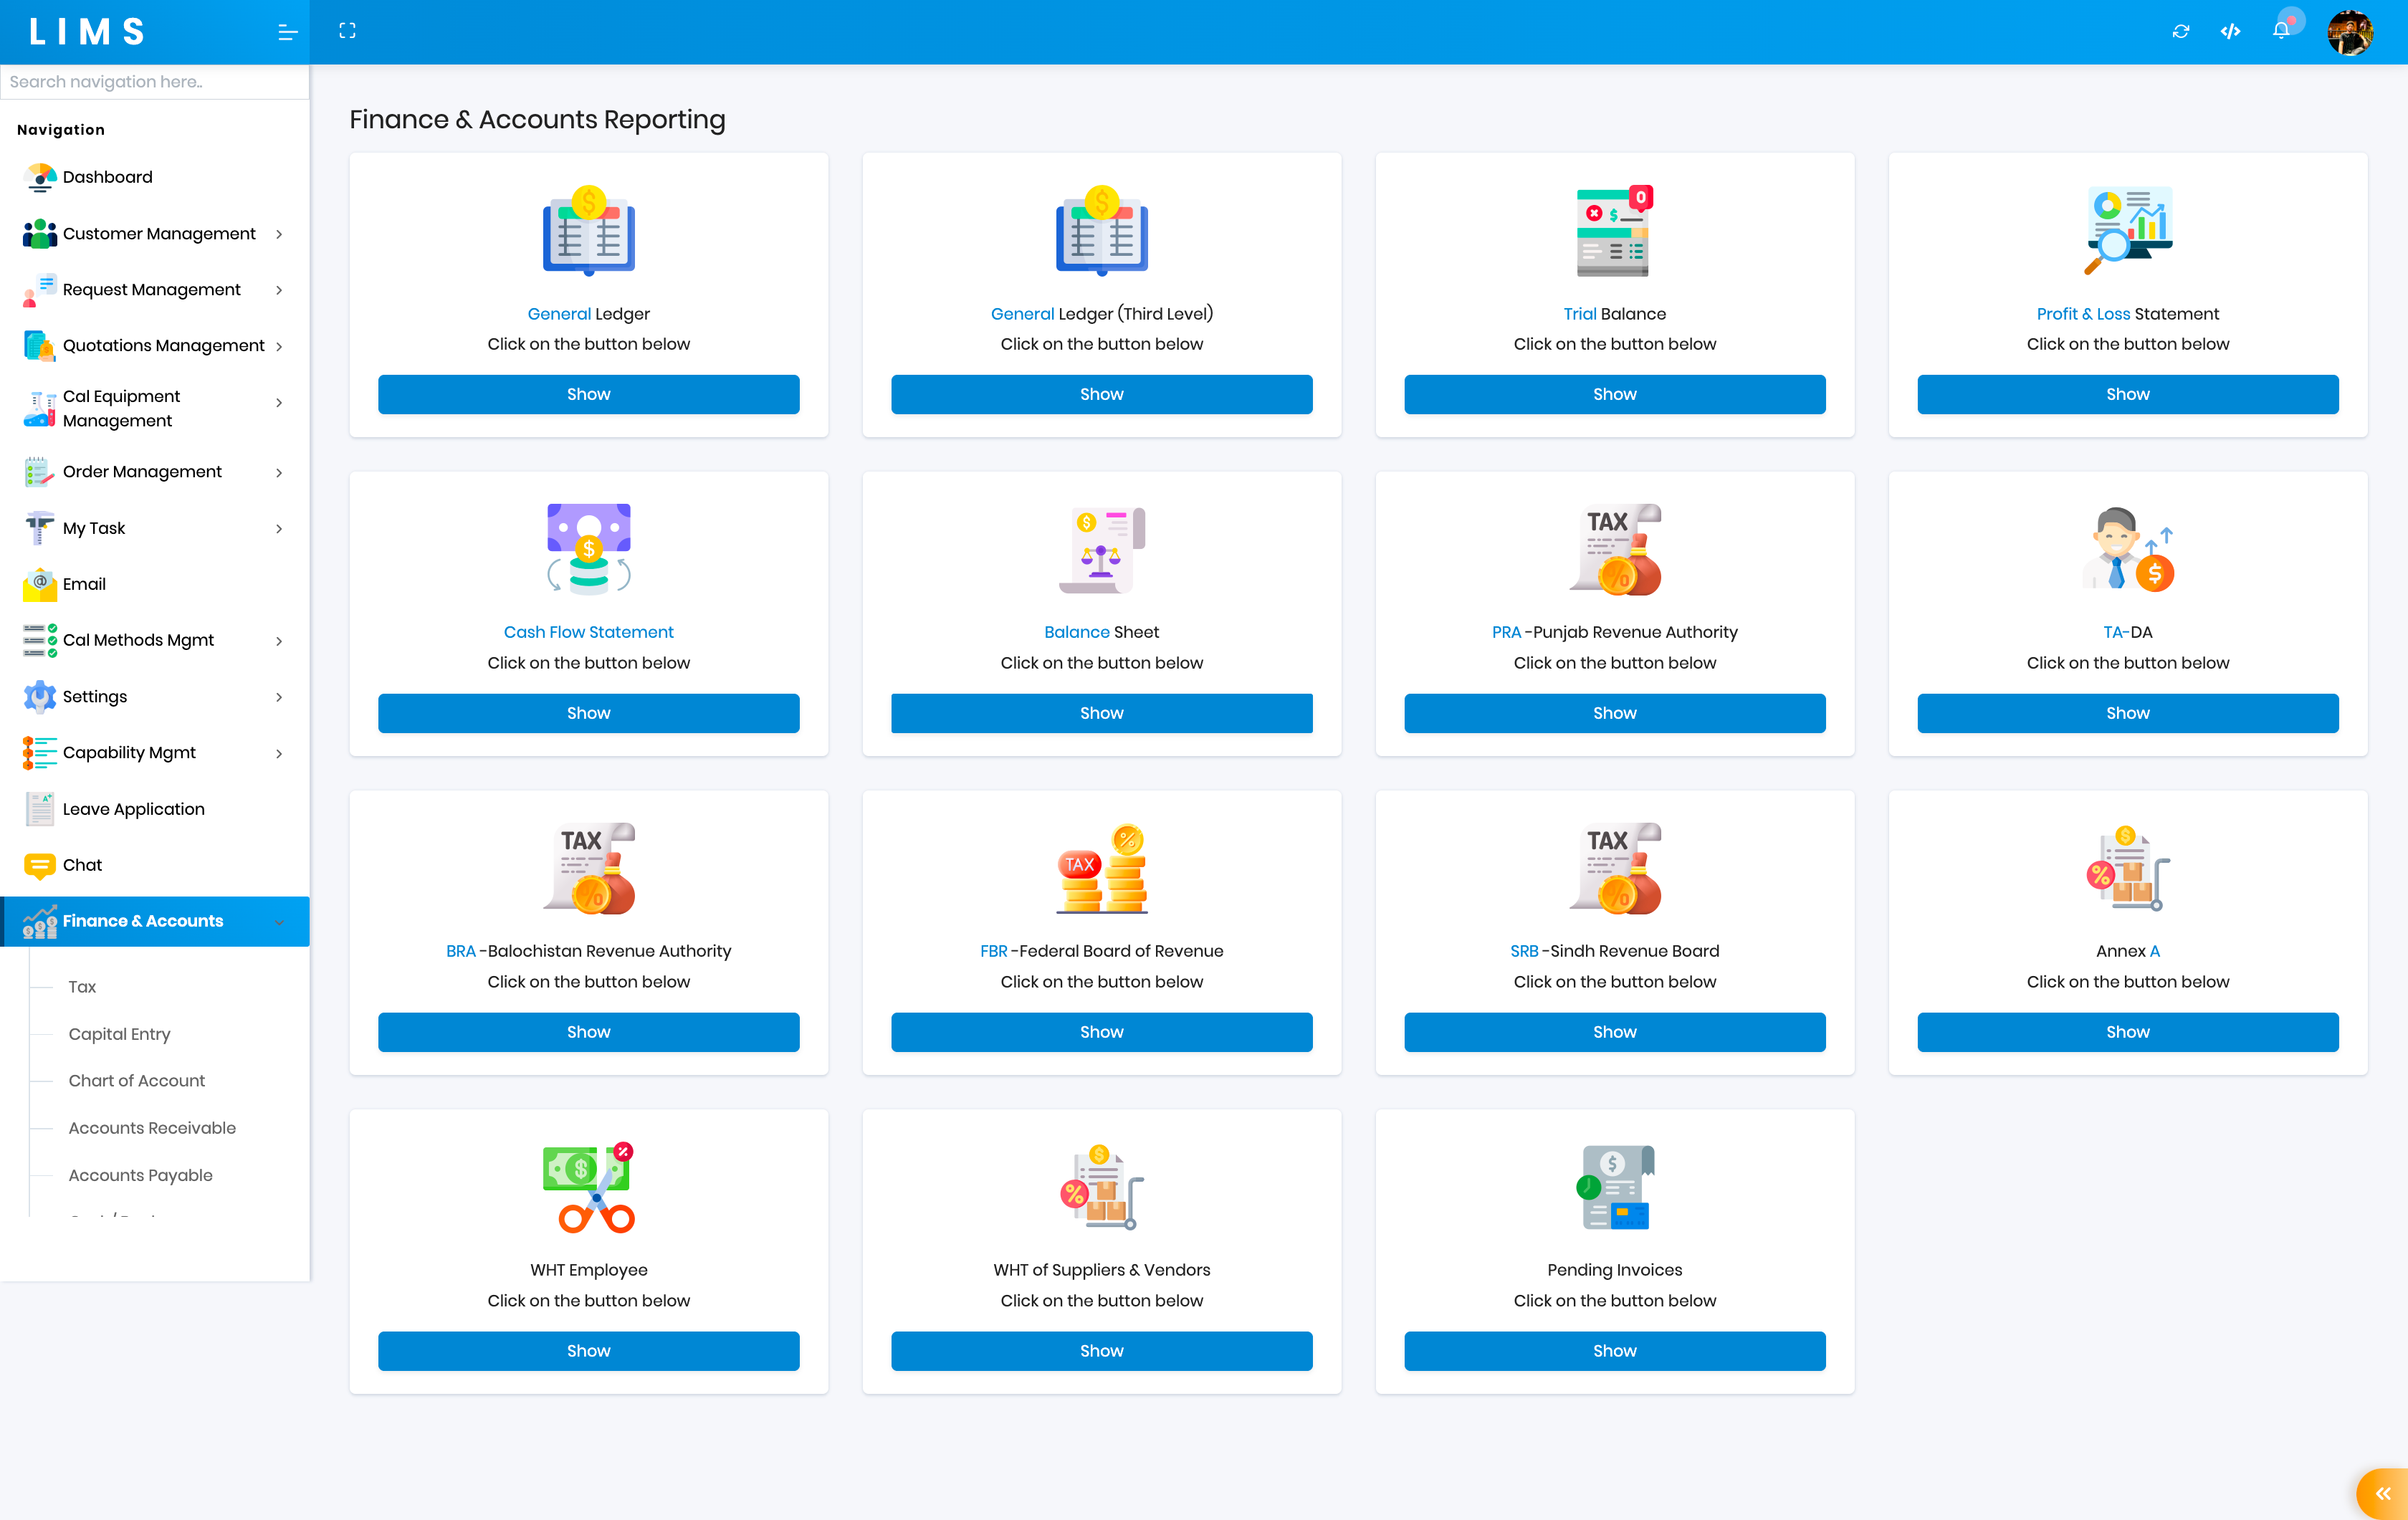 LIMS
Search navigation here..
Navigation
Dashboard
Customer Management
Request Management
Quotations Management
Cal Equipment
Management
Order Management
My Task
Email
Cal Methods Mgmt
Settings
Capability Mgmt
Leave Application
Chat
Finance & Accounts
Tax
Capital Entry
Chart of Account
Accounts Receivable
Accounts Payable
Finance & Accounts Reporting
General Ledger
Click on the button below
Show
General Ledger (Third Level)
Click on the button below
Show
0
Trial Balance
Click on the button below
Show
Profit & Loss Statement
Click on the button below
Show
Cash Flow Statement
Click on the button below
Show
Balance Sheet
Click on the button below
Show
TAX
PRA -Punjab Revenue Authority
Click on the button below
Show
TA-DA
Click on the button below
Show
TAX
BRA -Balochistan Revenue Authority
Click on the button below
Show
TAX
FBR -Federal Board of Revenue
Click on the button below
Show
TAX
SRB -Sindh Revenue Board
Click on the button below
Show
Annex A
Click on the button below
Show
WHT Employee
Click on the button below
Show
WHT of Suppliers & Vendors
Click on the button below
Show
Pending Invoices
Click on the button below
Show